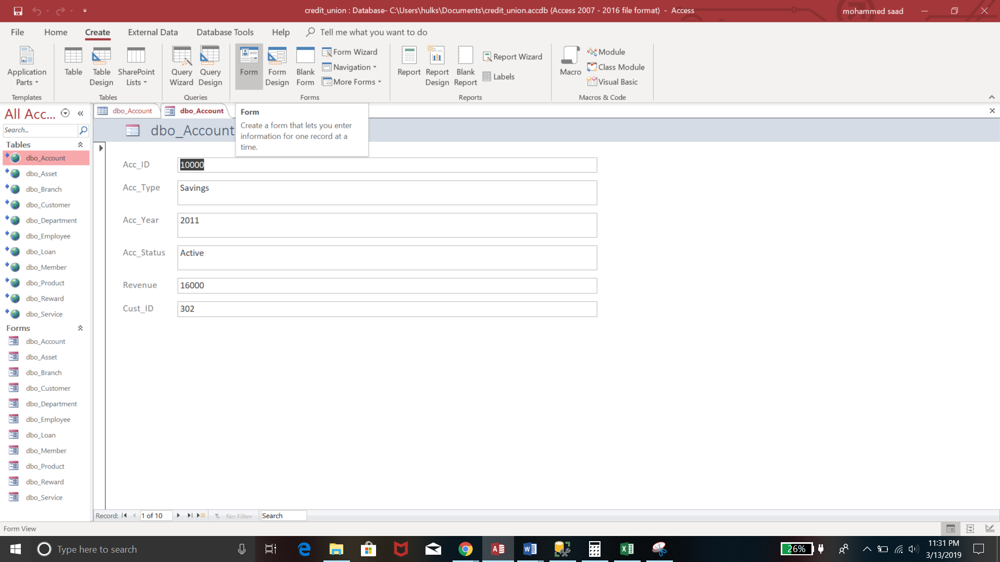 credit_union : Database- C:\Users\hulks\Documents\credit_union.accdb (Access 2007 - 2016 file format) - Access
mohammed saad
File Home Create External Data Database Tools Help Tell me what you want to do
Application Parts
Table
Table Design
SharePoint Lists
Query Wizard
Query Design
Form
Form Design
Blank Form
Form Wizard
Navigation
More Forms
Report
Report Design
Blank Report
Report Wizard
Labels
Macro
Module
Class Module
Visual Basic
Templates Tables Queries Forms Reports Macros & Code
All Acc...
Search...
Tables
dbo_Account
dbo_Asset
dbo_Branch
dbo_Customer
dbo_Department
dbo_Employee
dbo_Loan
dbo_Member
dbo_Product
dbo_Reward
dbo_Service
Forms
dbo_Account
dbo_Asset
dbo_Branch
dbo_Customer
dbo_Department
dbo_Employee
dbo_Loan
dbo_Member
dbo_Product
dbo_Reward
dbo_Service
dbo_Account dbo_Account
dbo_Account
Form
Create a form that lets you enter
information for one record at a
time.
Acc_ID 10000
Acc_Type Savings
Acc_Year 2011
Acc_Status Active
Revenue 16000
Cust_ID 302
Record: 1 of 10 No Filter Search
Form View
Type here to search
26%
11:31 PM
3/13/2019